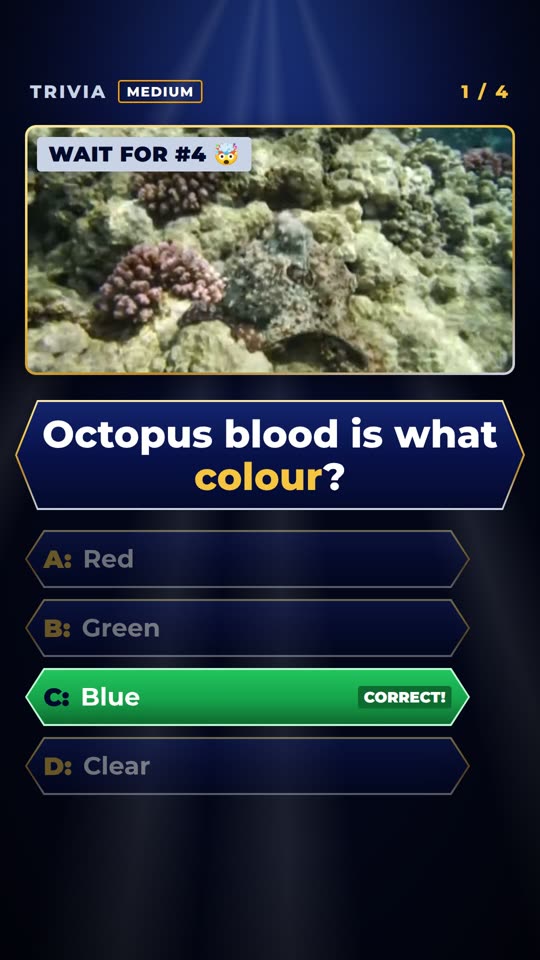 TRIVIA MEDIUM 1 / 4
WAIT FOR #4 🤯
Octopus blood is what
colour?
A: Red
B: Green
C: Blue CORRECT!
D: Clear